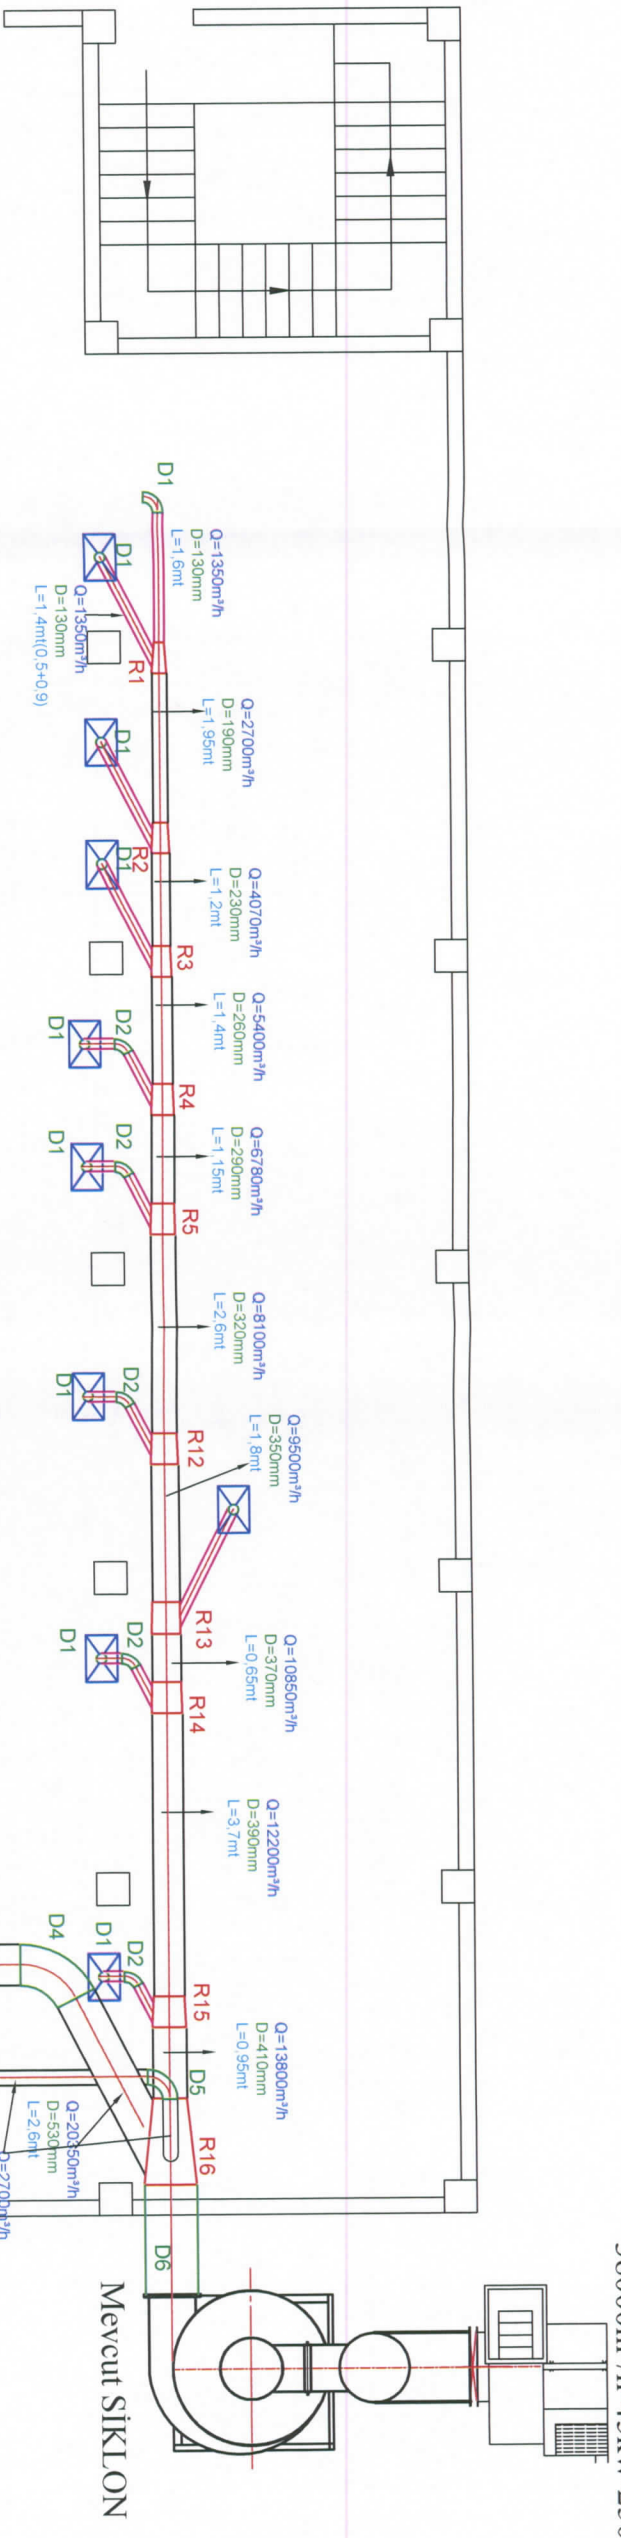 D1
Q=1350m³/h
D=130mm
L=1,6mt
D1
Q=1350m³/h
D=130mm
L=1,4mt(0,5+0,9)
R1
Q=2700m³/h
D=190mm
L=1,95mt
D1
R2
D1
Q=4070m³/h
D=230mm
L=1,2mt
R3
Q=5400m³/h
D=260mm
L=1,4mt
D2
D1
R4
Q=6780m³/h
D=290mm
L=1,15mt
D2
D1
R5
Q=8100m³/h
D=320mm
L=2,6mt
D2
D1
R12
Q=9500m³/h
D=350mm
L=1,8mt
R13
Q=10850m³/h
D=370mm
L=0,65mt
D2
D1
R14
Q=12200m³/h
D=390mm
L=3,7mt
D4
D1
D2
R15
Q=13800m³/h
D=410mm
L=0,95mt
D5
R16
Q=20350m³/h
D=530mm
L=2,6mt
Q=2700m³/h
D6
Mevcut SİKLON